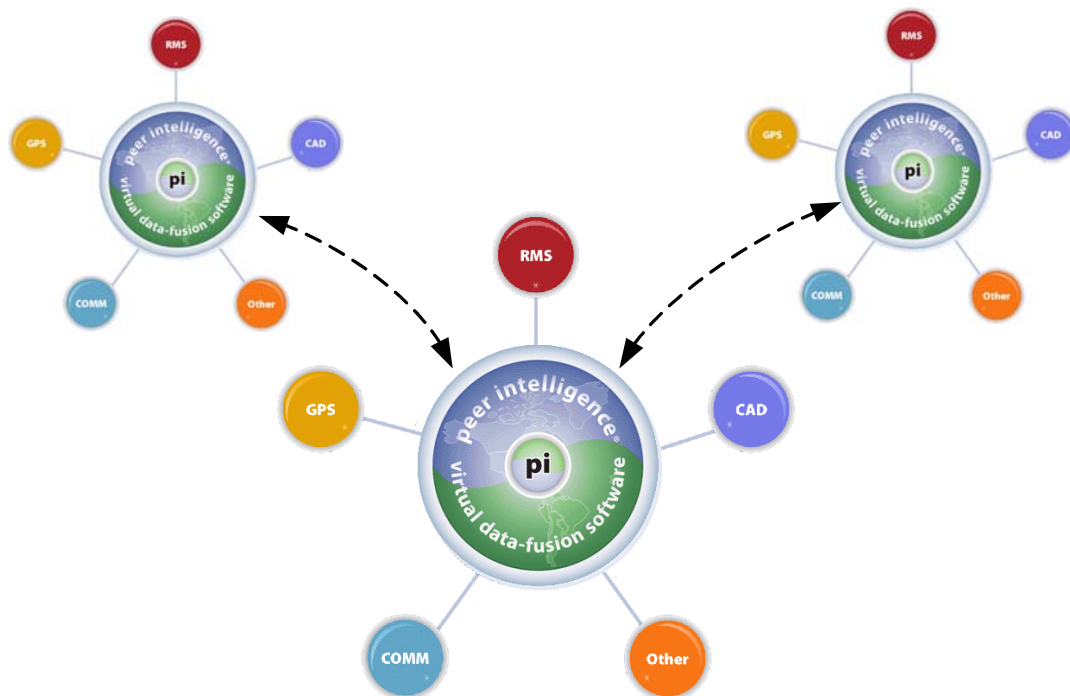 RMS
GPS
CAD
peer intelligence®
pi
virtual data-fusion software
COMM
Other
RMS
GPS
CAD
peer intelligence®
pi
virtual data-fusion software
COMM
Other
RMS
GPS
CAD
peer intelligence®
pi
virtual data-fusion software
COMM
Other